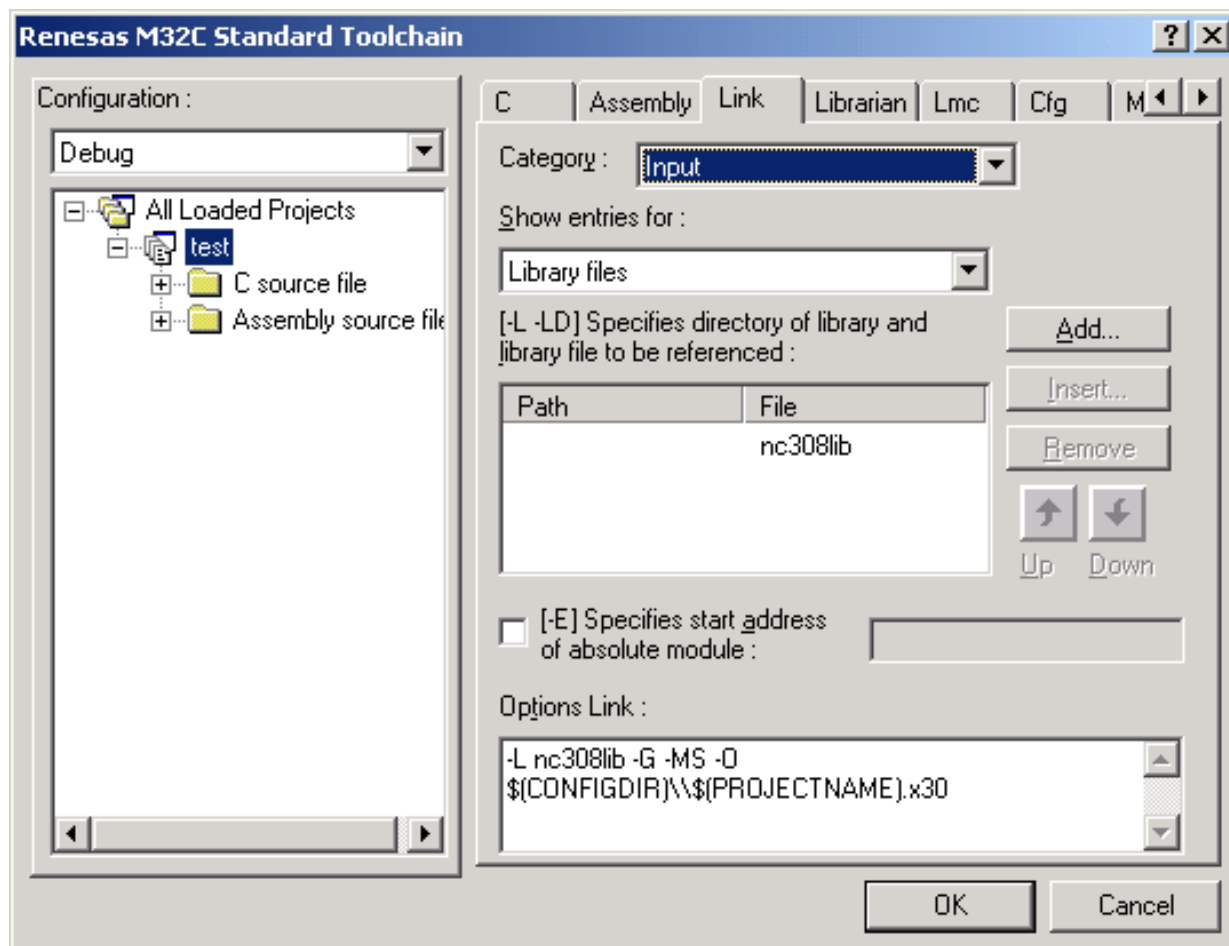 Renesas M32C Standard Toolchain
Configuration :
Debug
All Loaded Projects
test
C source file
Assembly source file
C Assembly Link Librarian Lmc Cfg M
Category : Input
Show entries for :
Library files
[-L -LD] Specifies directory of library and
library file to be referenced :
Add...
Insert...
Remove
Up Down
Path File
nc308lib
[-E] Specifies start address
of absolute module :
Options Link :
-L nc308lib -G -MS -O
$(CONFIGDIR)\\$(PROJECTNAME).x30
OK Cancel